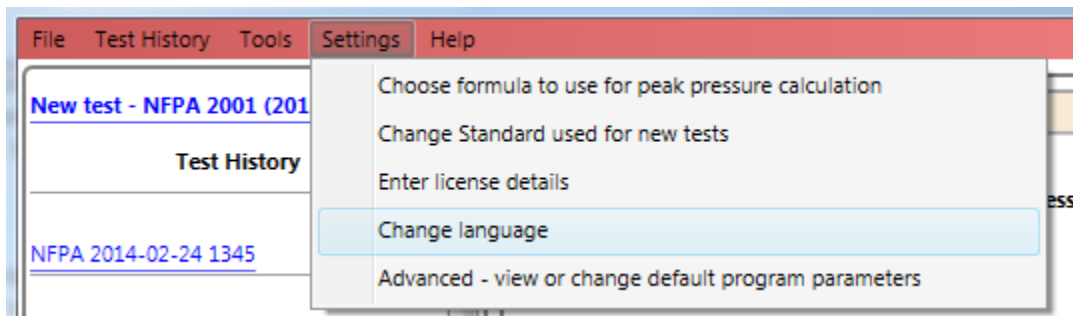 File Test History Tools Settings Help
Choose formula to use for peak pressure calculation
New test - NFPA 2001 (201
Change Standard used for new tests
Test History
Enter license details
ess
Change language
NFPA 2014-02-24 1345
Advanced - view or change default program parameters